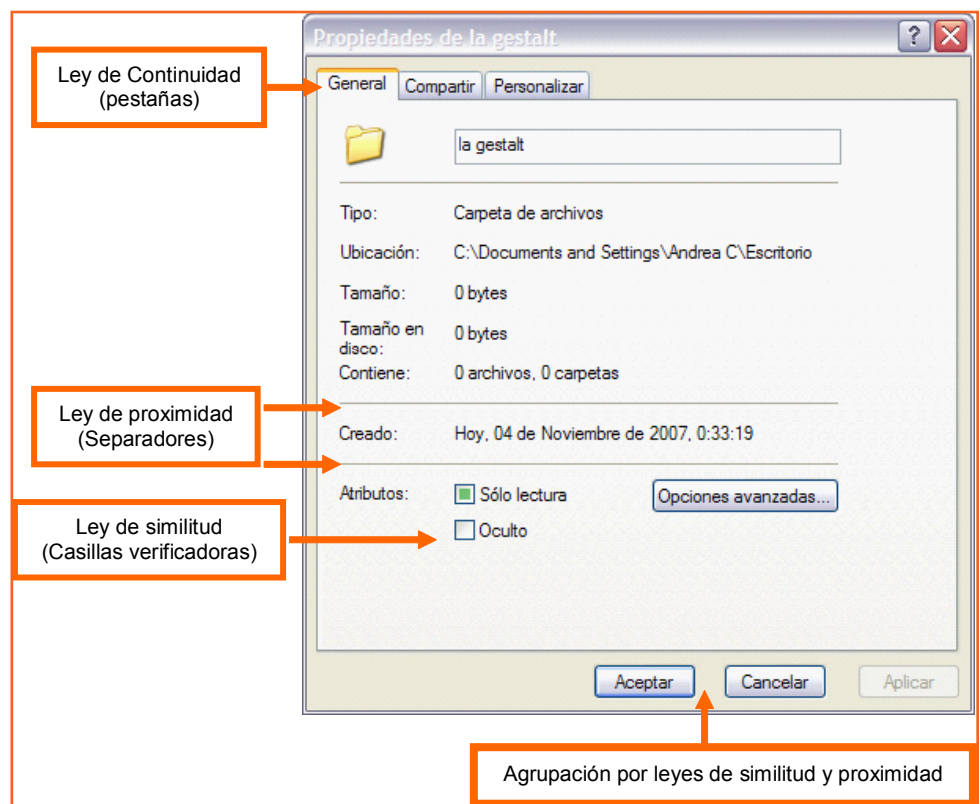 Propiedades de la gestalt
Ley de Continuidad
(pestañas)
General Compartir Personalizar
la gestalt
Tipo: Carpeta de archivos
Ubicación: C:\Documents and Settings\Andrea C\Escritorio
Tamaño: 0 bytes
Tamaño en
disco: 0 bytes
Contiene: 0 archivos, 0 carpetas
Ley de proximidad
(Separadores)
Creado: Hoy, 04 de Noviembre de 2007, 0:33:19
Atributos: Sólo lectura Opciones avanzadas...
Oculto
Ley de similitud
(Casillas verificadoras)
Aceptar Cancelar Aplicar
Agrupación por leyes de similitud y proximidad